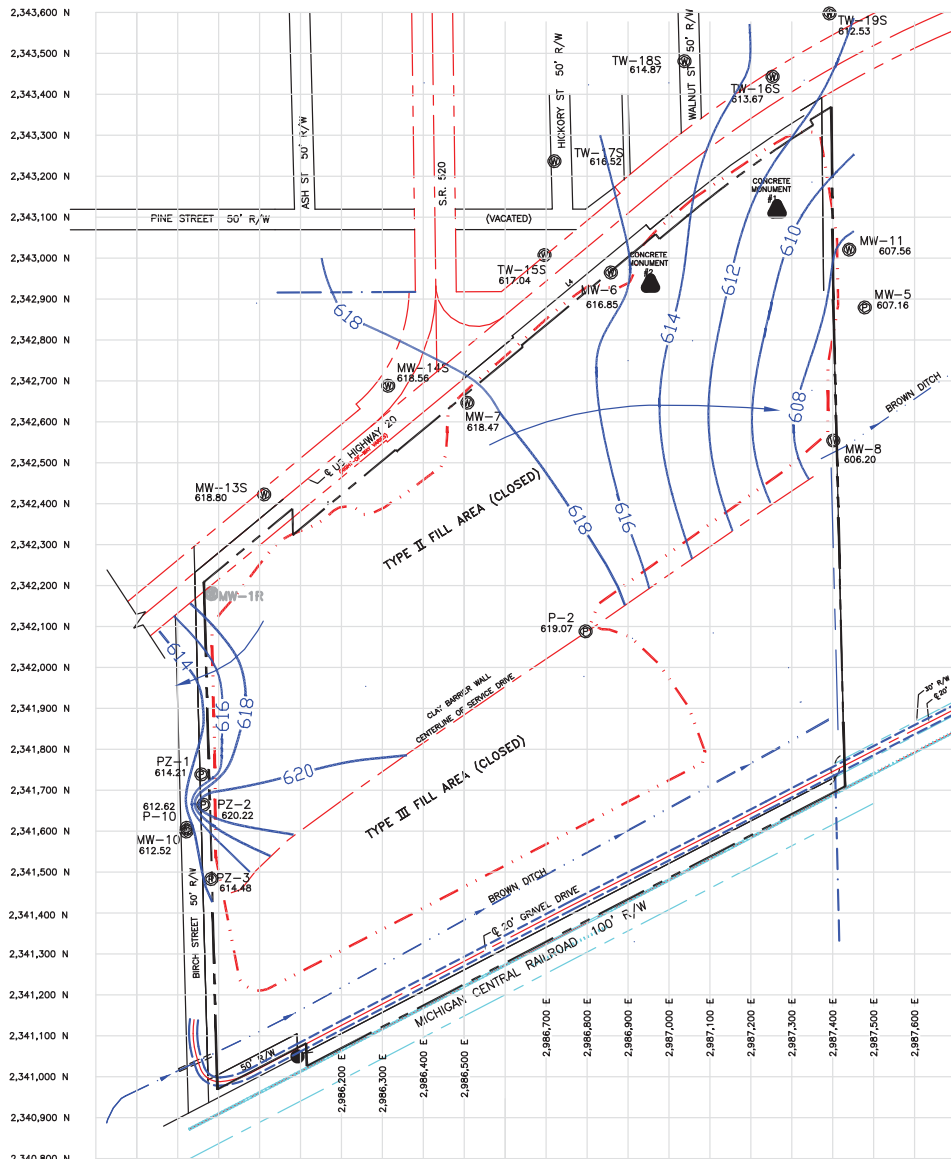 2,343,600 N
2,343,500 N
2,343,400 N
2,343,300 N
2,343,200 N
2,343,100 N
2,343,000 N
2,342,900 N
2,342,800 N
2,342,700 N
2,342,600 N
2,342,500 N
2,342,400 N
2,342,300 N
2,342,200 N
2,342,100 N
2,342,000 N
2,341,900 N
2,341,800 N
2,341,700 N
2,341,600 N
2,341,500 N
2,341,400 N
2,341,300 N
2,341,200 N
2,341,100 N
2,341,000 N
2,340,900 N
2,340,800 N
TW-19S
612.53
TW-18S
614.87
TW-16S
613.67
TW-17S
616.52
ASH ST 50' R/W
S.R. 520
HICKORY ST 50' R/W
WALNUT ST 50' R/W
PINE STREET 50' R/W
(VACATED)
CONCRETE
MONUMENT
#1
CONCRETE
MONUMENT
#2
TW-15S
617.04
MW-6
616.85
L4
MW-11
607.56
MW-5
607.16
618
614
612
610
608
MW-14S
618.56
MW-7
618.47
BROWN DITCH
MW-8
606.20
℄ US HIGHWAY 20
MW-13S
618.80
618
616
TYPE II FILL AREA (CLOSED)
MW-1R
P-2
619.07
614
616
618
CLAY BARRIER WALL
CENTERLINE OF SERVICE DRIVE
620
TYPE III FILL AREA (CLOSED)
PZ-1
614.21
612.62
P-10
PZ-2
620.22
MW-10
612.52
PZ-3
614.48
30' R/W
℄ 20'
BIRCH STREET 50' R/W
BROWN DITCH
℄ 20' GRAVEL DRIVE
MICHIGAN CENTRAL RAILROAD 100' R/W
50' R/W
2,986,200 E
2,986,300 E
2,986,400 E
2,986,500 E
2,986,700 E
2,986,800 E
2,986,900 E
2,987,000 E
2,987,100 E
2,987,200 E
2,987,300 E
2,987,400 E
2,987,500 E
2,987,600 E